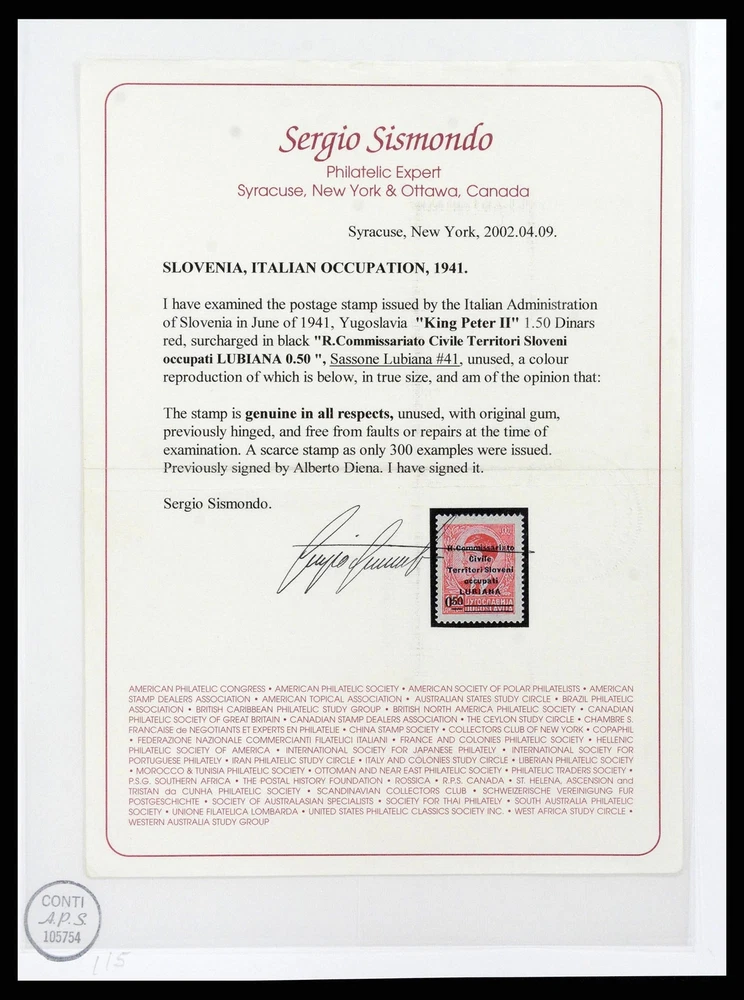 Sergio Sismondo
Philatelic Expert
Syracuse, New York & Ottawa, Canada
Syracuse, New York, 2002.04.09.
SLOVENIA, ITALIAN OCCUPATION, 1941.
I have examined the postage stamp issued by the Italian Administration
of Slovenia in June of 1941, Yugoslavia "King Peter II" 1.50 Dinars
red, surcharged in black "R.Commissariato Civile Territori Sloveni
occupati LUBIANA 0.50 ", Sassone Lubiana #41, unused, a colour
reproduction of which is below, in true size, and am of the opinion that:
The stamp is genuine in all respects, unused, with original gum,
previously hinged, and free from faults or repairs at the time of
examination. A scarce stamp as only 300 examples were issued.
Previously signed by Alberto Diena. I have signed it.
Sergio Sismondo.
R.Commissariato
Civile
Territori Sloveni
occupati
LUBIANA
0.50 ЈУГОСЛАВИЈА
JUGOSLAVIJA
AMERICAN PHILATELIC CONGRESS • AMERICAN PHILATELIC SOCIETY • AMERICAN SOCIETY OF POLAR PHILATELISTS • AMERICAN
STAMP DEALERS ASSOCIATION • AMERICAN TOPICAL ASSOCIATION • AUSTRALIAN STATES STUDY CIRCLE • BRAZIL PHILATELIC
ASSOCIATION • BRITISH CARIBBEAN PHILATELIC STUDY GROUP • BRITISH NORTH AMERICA PHILATELIC SOCIETY • CANADIAN
PHILATELIC SOCIETY OF GREAT BRITAIN • CANADIAN STAMP DEALERS ASSOCIATION • THE CEYLON STUDY CIRCLE • CHAMBRE S.
FRANCAISE de NEGOTIANTS ET EXPERTS EN PHILATELIE • CHINA STAMP SOCIETY • COLLECTORS CLUB OF NEW YORK • COPAPHIL
• FEDERAZIONE NAZIONALE COMMERCIANTI FILATELICI ITALIANI • FRANCE AND COLONIES PHILATELIC SOCIETY • HELLENIC
PHILATELIC SOCIETY OF AMERICA • INTERNATIONAL SOCIETY FOR JAPANESE PHILATELY • INTERNATIONAL SOCIETY FOR
PORTUGUESE PHILATELY • IRAN PHILATELIC STUDY CIRCLE • ITALY AND COLONIES STUDY CIRCLE • LIBERIAN PHILATELIC SOCIETY
• MOROCCO & TUNISIA PHILATELIC SOCIETY • OTTOMAN AND NEAR EAST PHILATELIC SOCIETY • PHILATELIC TRADERS SOCIETY •
P.S.G. SOUTHERN AFRICA • THE POSTAL HISTORY FOUNDATION • ROSSICA • R.P.S. CANADA • ST. HELENA, ASCENSION and
TRISTAN da CUNHA PHILATELIC SOCIETY • SCANDINAVIAN COLLECTORS CLUB • SCHWEIZERISCHE VEREINIGUNG FUR
POSTGESCHICHTE • SOCIETY OF AUSTRALASIAN SPECIALISTS • SOCIETY FOR THAI PHILATELY • SOUTH AUSTRALIA PHILATELIC
SOCIETY • UNIONE FILATELICA LOMBARDA • UNITED STATES PHILATELIC CLASSICS SOCIETY INC. • WEST AFRICA STUDY CIRCLE •
WESTERN AUSTRALIA STUDY GROUP
CONTI
A.P.S.
105754
115